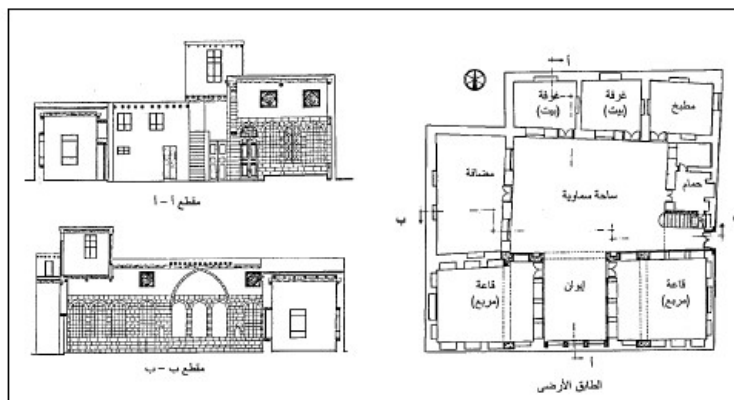 مقطع أ - أ
مقطع ب - ب
أ
غرفة
(بيت)
غرفة
(بيت)
مطبخ
مضافة
ساحة سماوية
حمام
ب
قاعة
(مربع)
إيوان
قاعة
(مربع)
أ
الطابق الأرضي